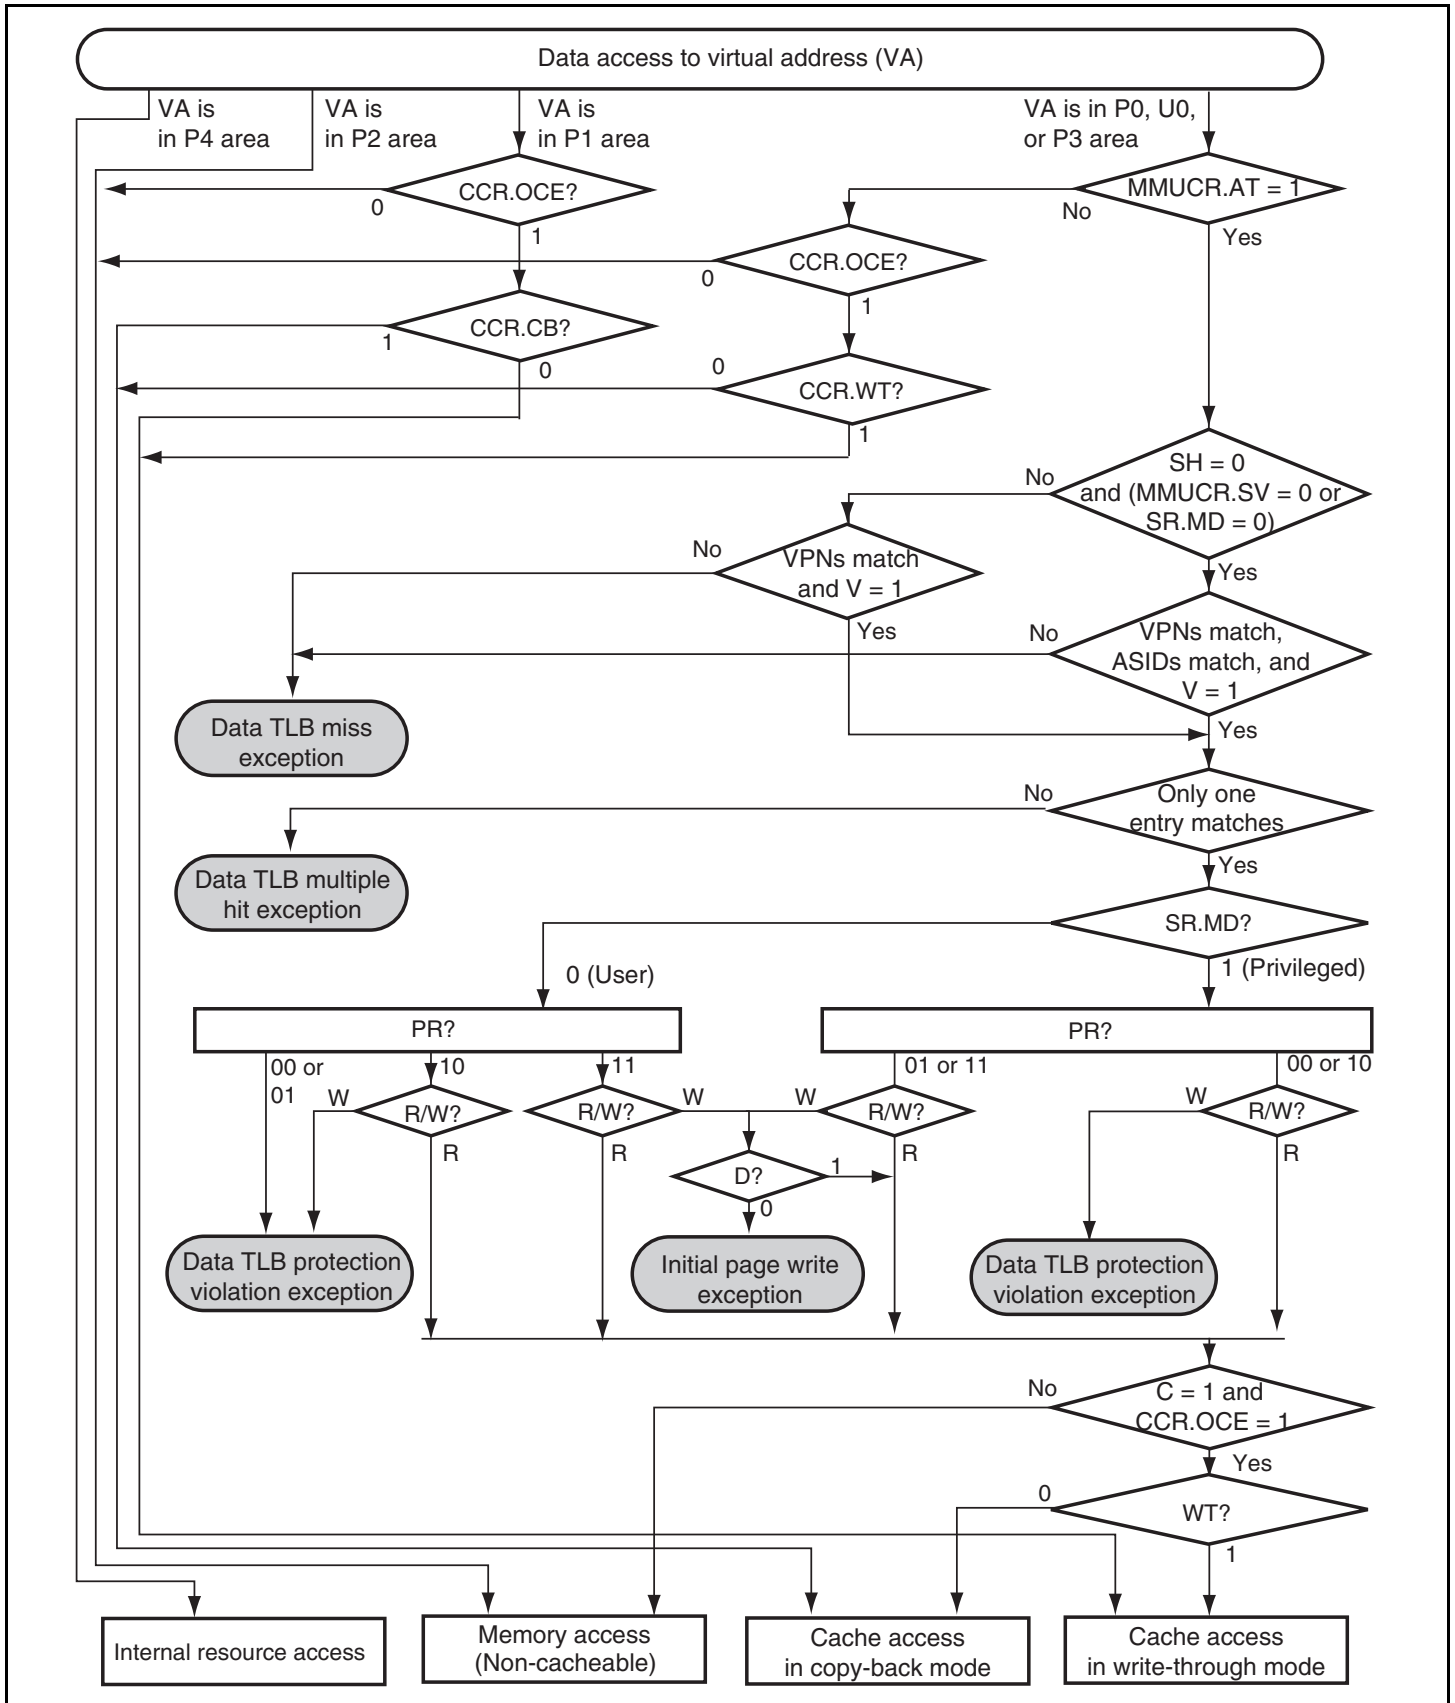 Data access to virtual address (VA)
VA is
in P4 area
VA is
in P2 area
VA is
in P1 area
VA is in P0, U0,
or P3 area
CCR.OCE?
0
1
MMUCR.AT = 1
No
Yes
CCR.OCE?
0
1
CCR.CB?
1
0
CCR.WT?
0
1
SH = 0
and (MMUCR.SV = 0 or
SR.MD = 0)
No
Yes
VPNs match
and V = 1
No
Yes
VPNs match,
ASIDs match, and
V = 1
No
Yes
Data TLB miss
exception
Only one
entry matches
No
Yes
Data TLB multiple
hit exception
SR.MD?
0 (User)
1 (Privileged)
PR?
PR?
00 or
01
10
11
01 or 11
00 or 10
W
R/W?
R
R/W?
W
R
W
R/W?
R
W
R/W?
R
D?
1
0
Data TLB protection
violation exception
Initial page write
exception
Data TLB protection
violation exception
C = 1 and
CCR.OCE = 1
No
Yes
WT?
0
1
Internal resource access
Memory access
(Non-cacheable)
Cache access
in copy-back mode
Cache access
in write-through mode